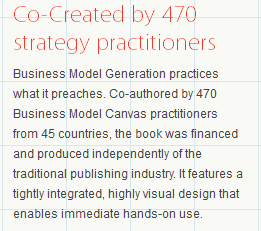 Co-Created by 470
strategy practitioners
Business Model Generation practices
what it preaches. Co-authored by 470
Business Model Canvas practitioners
from 45 countries, the book was financed
and produced independently of the
traditional publishing industry. It features a
tightly integrated, highly visual design that
enables immediate hands-on use.